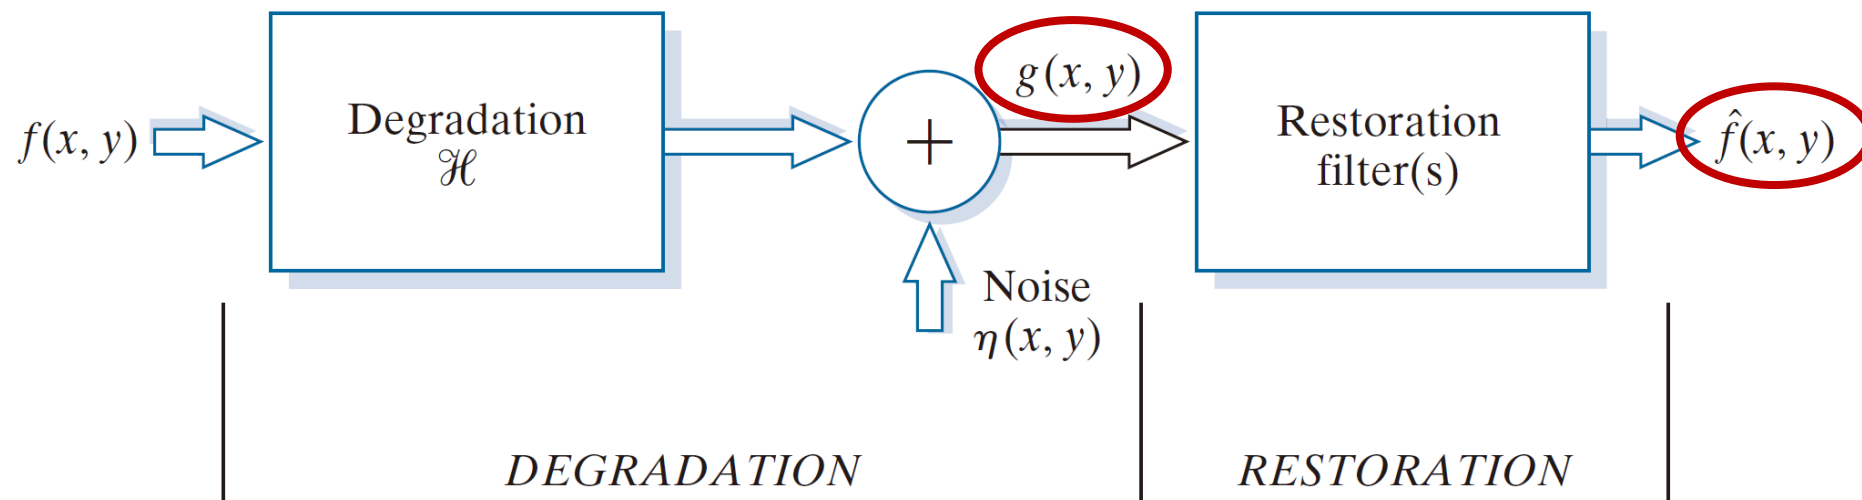 f(x, y)
Degradation
ℋ
+
g(x, y)
Noise
η(x, y)
Restoration
filter(s)
f̂(x, y)
DEGRADATION
RESTORATION